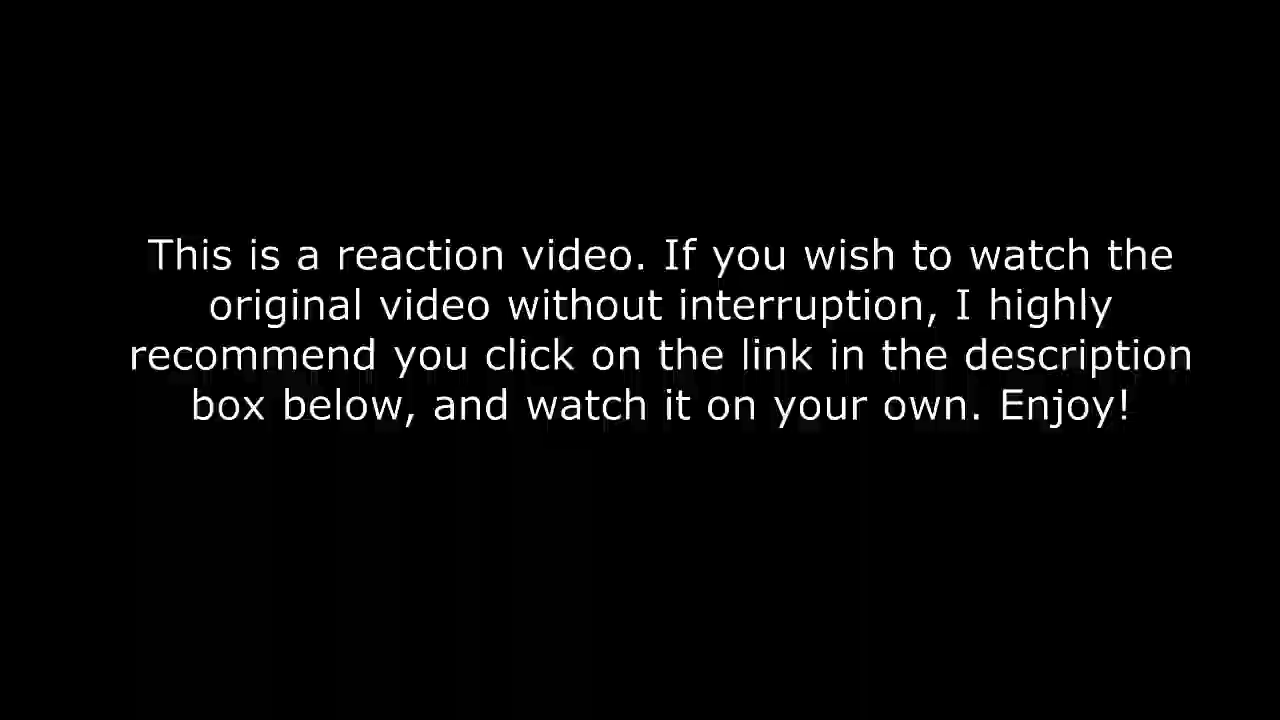 This is a reaction video. If you wish to watch the
original video without interruption, I highly
recommend you click on the link in the description
box below, and watch it on your own. Enjoy!